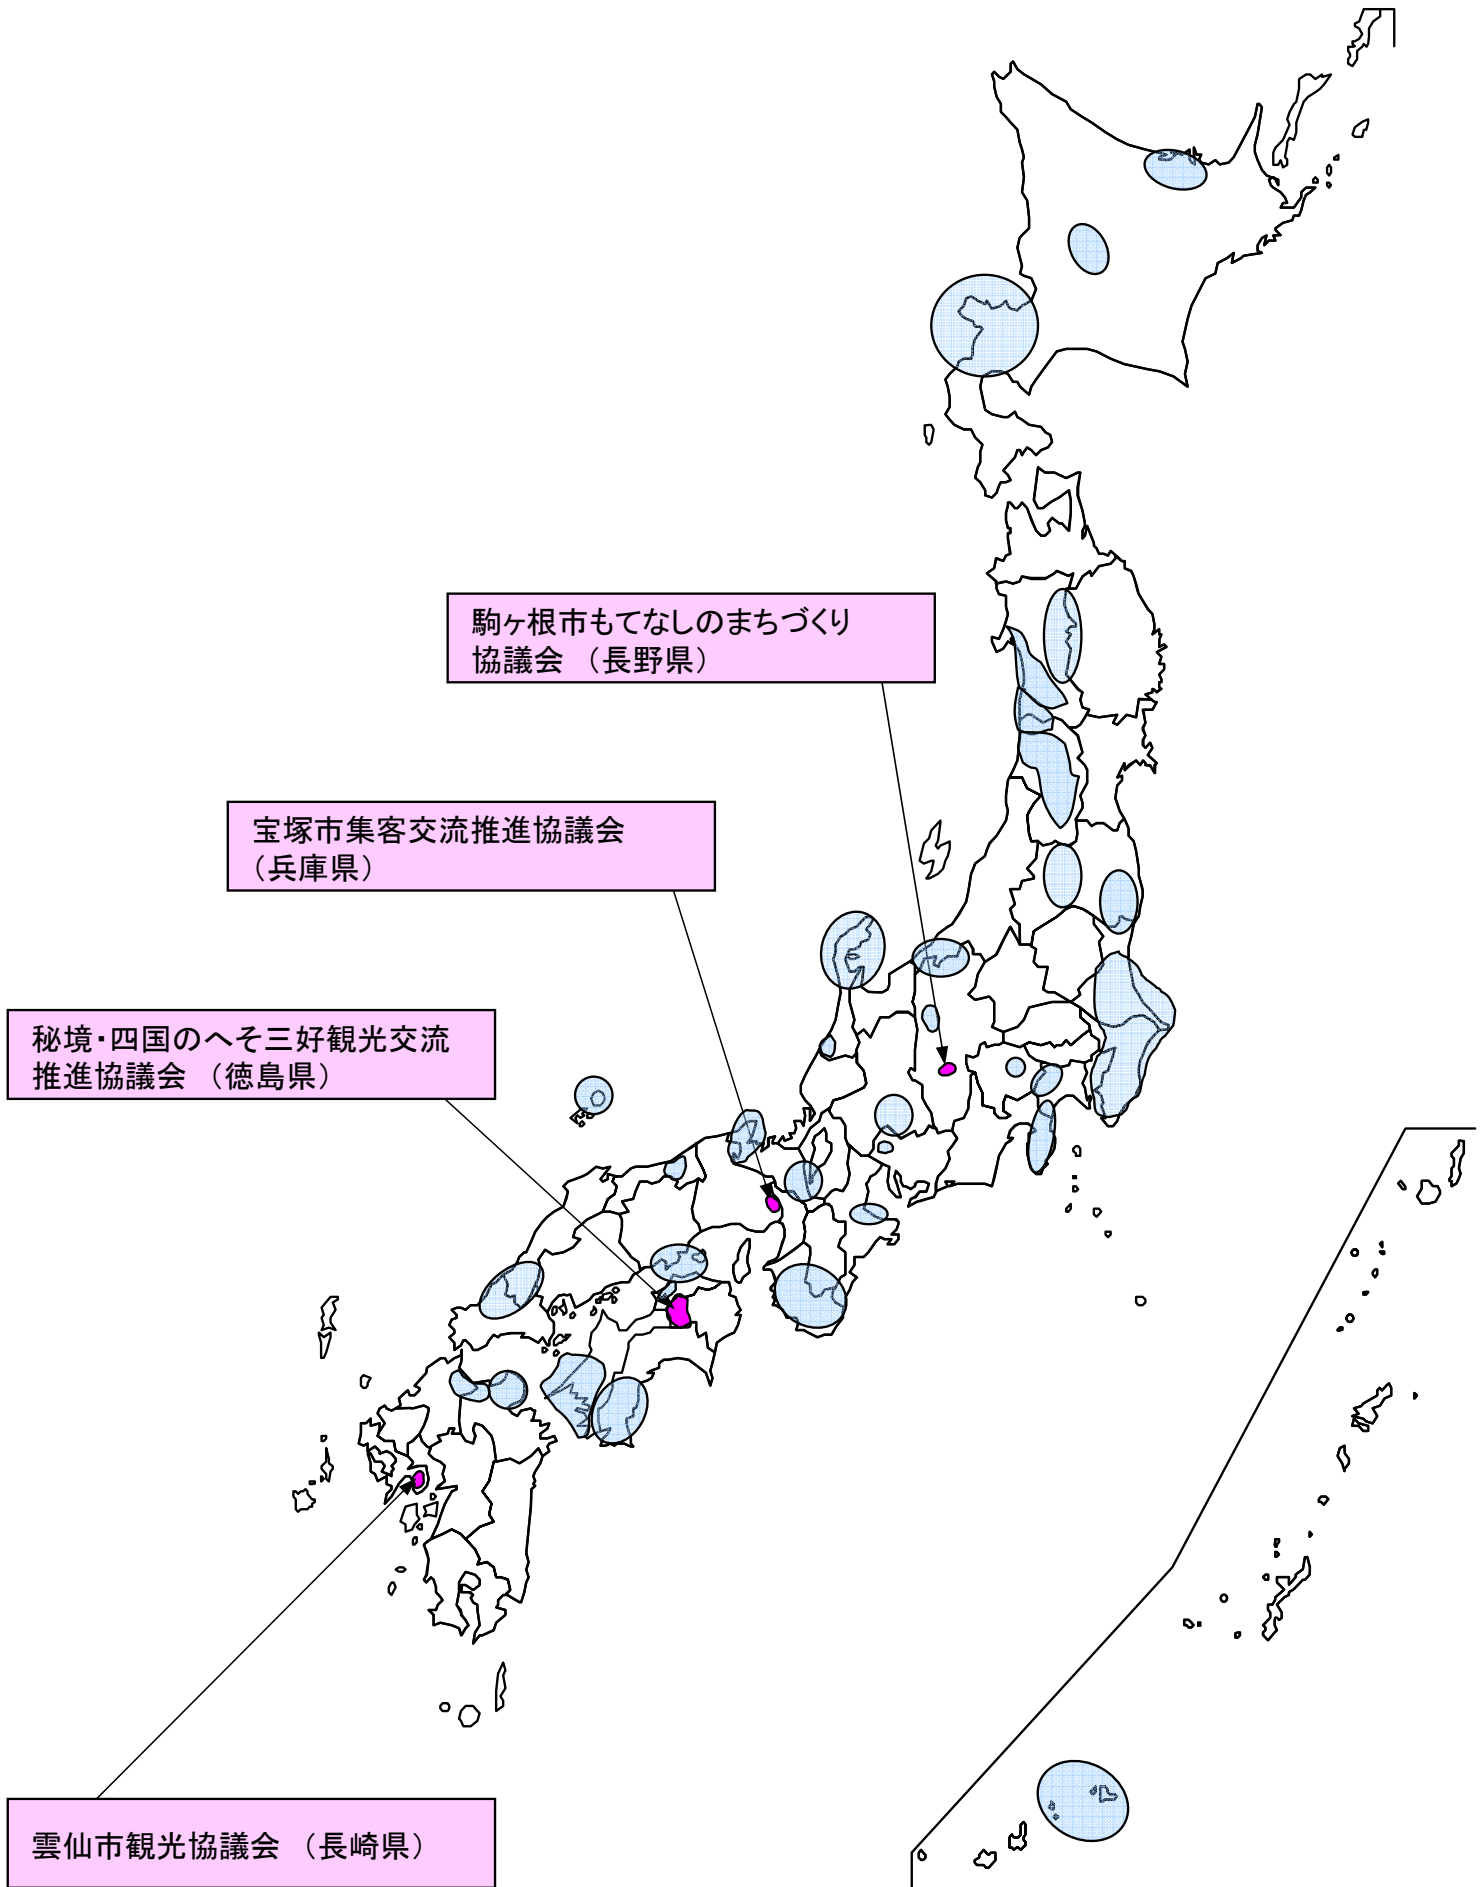 駒ヶ根市もてなしのまちづくり
協議会 （長野県）
宝塚市集客交流推進協議会
（兵庫県）
秘境・四国のへそ三好観光交流
推進協議会 （徳島県）
雲仙市観光協議会 （長崎県）